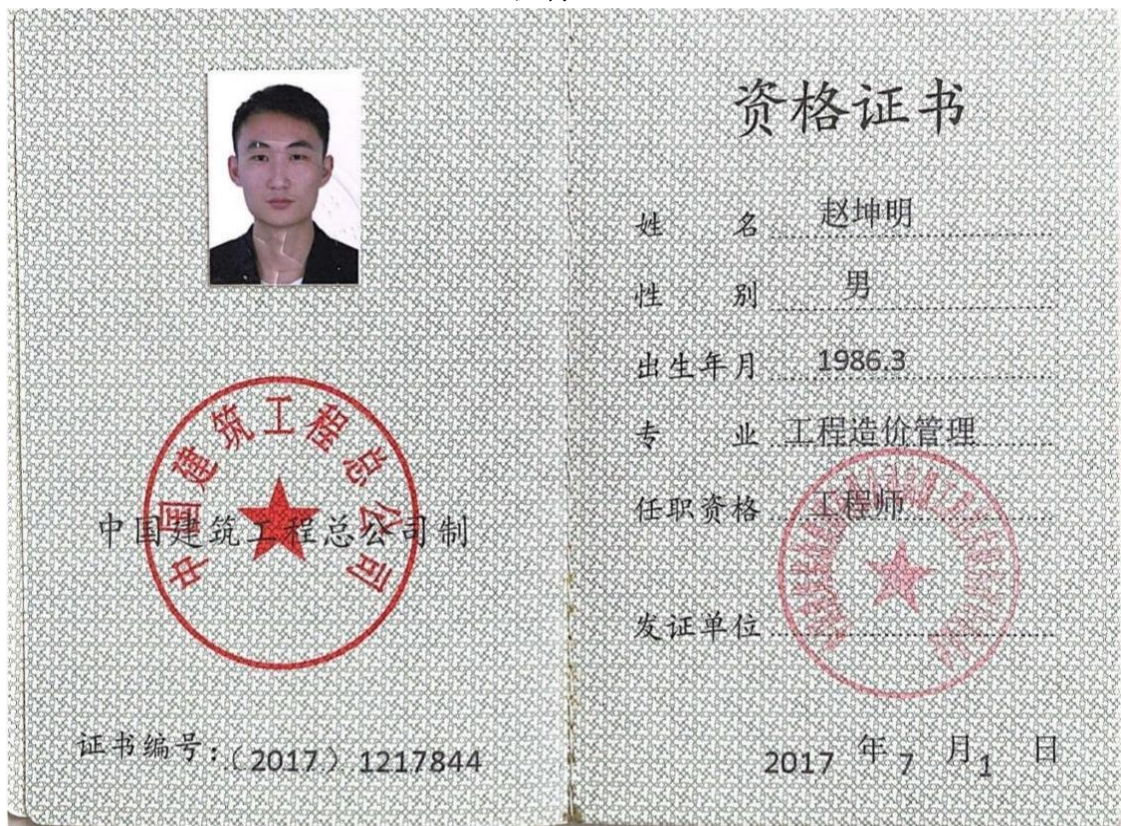 中国建筑工程总公司
中国建筑工程总公司制
证书编号：（2017）1217844
资格证书
姓 名 赵坤明
性 别 男
出生年月 1986.3
专 业 工程造价管理
任职资格 工程师
发证单位
2017 年 7 月 1 日